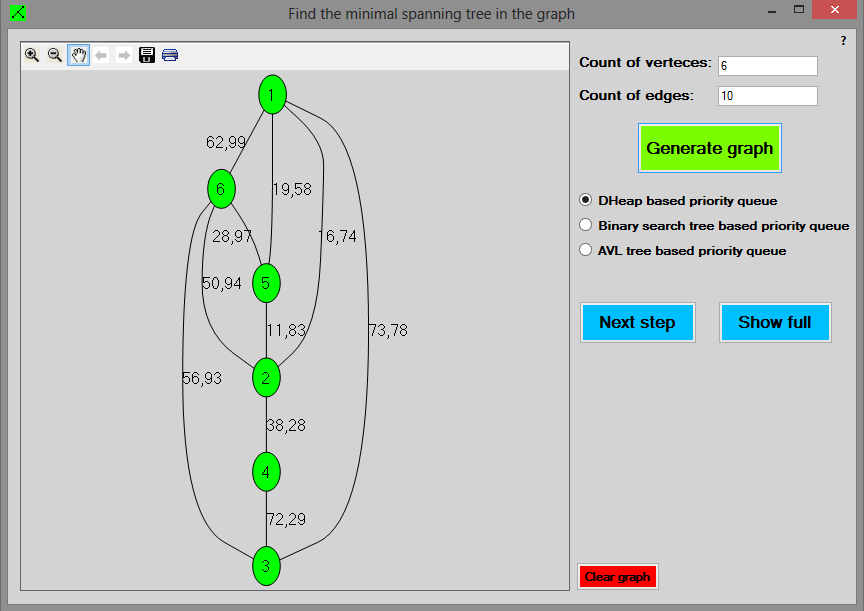 Find the minimal spanning tree in the graph
?
Count of verteces: 6
Count of edges: 10
Generate graph
DHeap based priority queue
Binary search tree based priority queue
AVL tree based priority queue
Next step
Show full
Clear graph
1
62,99
6
19,58
28,97
16,74
50,94
5
11,83
73,78
56,93
2
38,28
4
72,29
3